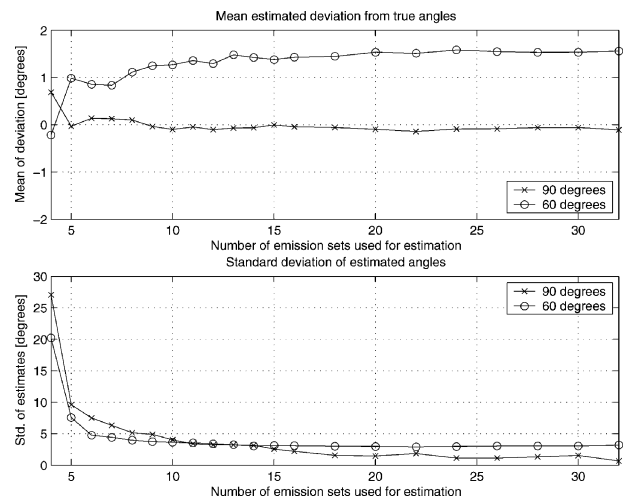 Mean estimated deviation from true angles
2
1
0
−1
−2
Mean of deviation [degrees]
90 degrees
60 degrees
5
10
15
20
25
30
Number of emission sets used for estimation
Standard deviation of estimated angles
30
25
20
15
10
5
0
Std. of estimates [degrees]
90 degrees
60 degrees
5
10
15
20
25
30
Number of emission sets used for estimation